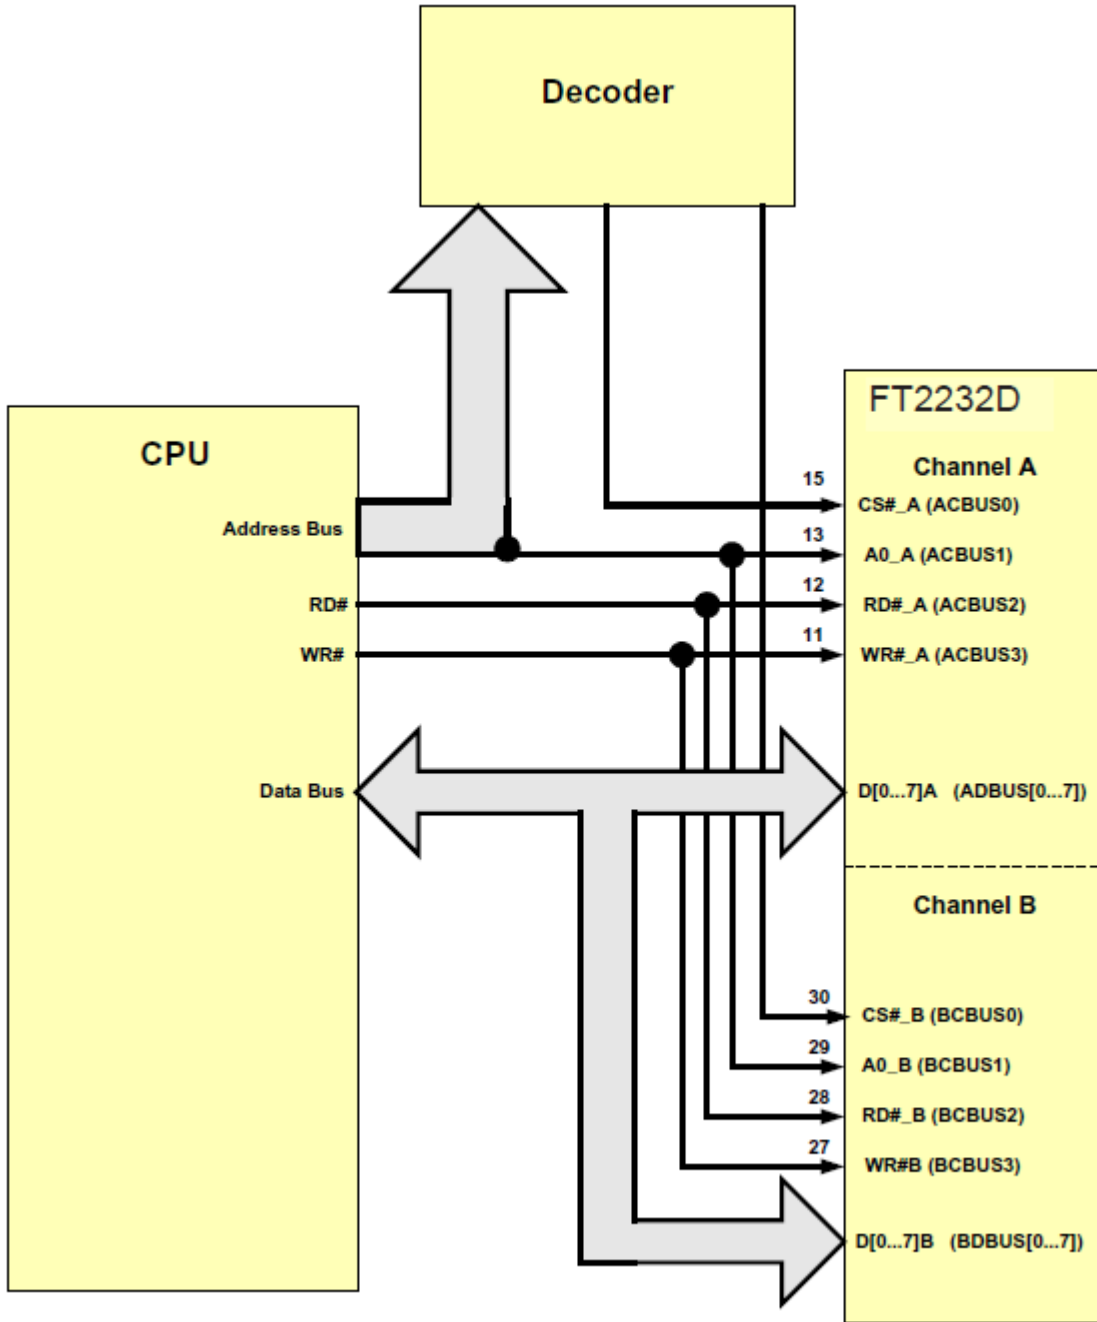 Decoder
FT2232D
CPU
Channel A
15
CS#_A (ACBUS0)
Address Bus
13
A0_A (ACBUS1)
12
RD#
RD#_A (ACBUS2)
11
WR#
WR#_A (ACBUS3)
Data Bus
D[0...7]A (ADBUS[0...7])
Channel B
30
CS#_B (BCBUS0)
29
A0_B (BCBUS1)
28
RD#_B (BCBUS2)
27
WR#B (BCBUS3)
D[0...7]B (BDBUS[0...7])